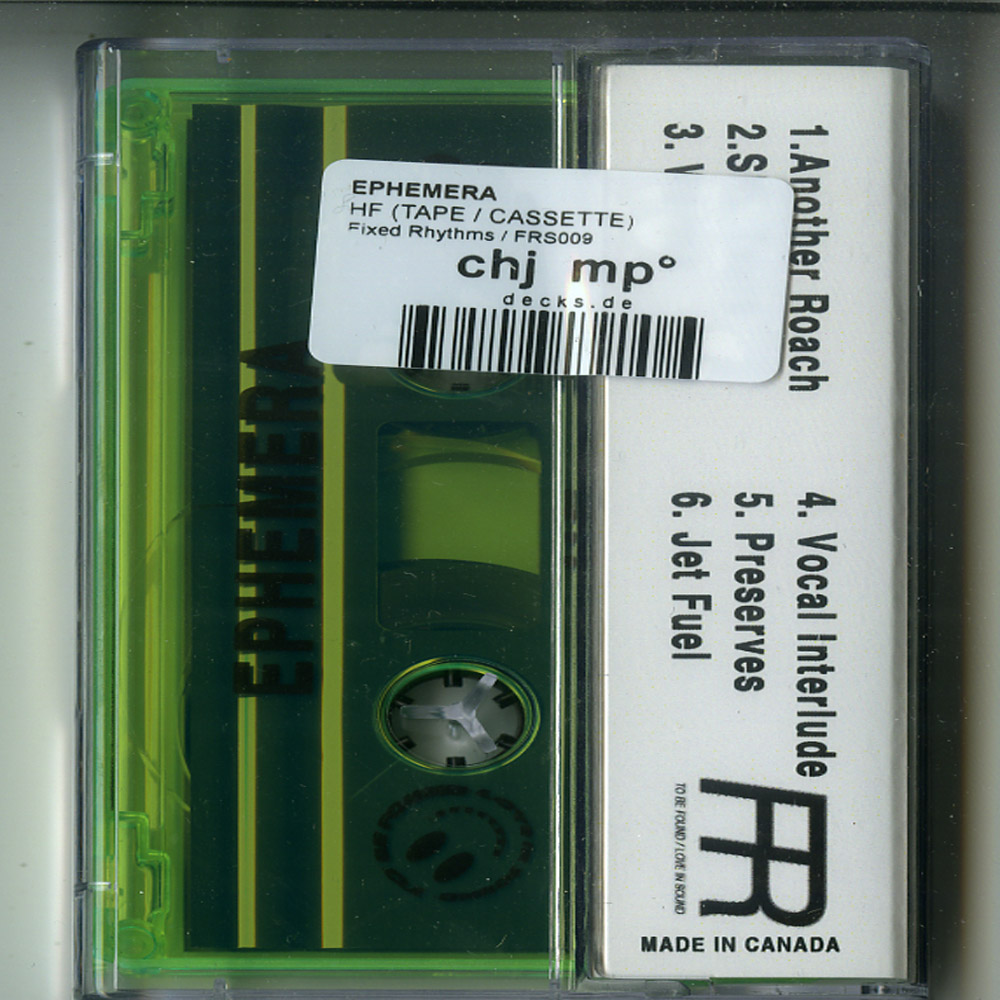 EPHEMERA
HF (TAPE / CASSETTE)
Fixed Rhythms / FRS009
chj mp°
decks.de
EPHEMERA
1.Another Roach
2.S
3.
4. Vocal Interlude
5. Preserves
6. Jet Fuel
FR
TO BE FOUND / LOVE IN SOUND
MADE IN CANADA